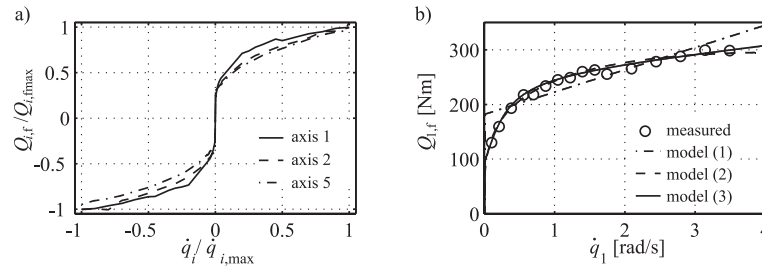 a)
Q_{i,f} / Q_{i,fmax}
1
0.5
0
-0.5
-1
-1 -0.5 0 0.5 1
q̇_i / q̇_{i,max}
axis 1
axis 2
axis 5
b)
Q_{1,f} [Nm]
300
200
100
0
0 1 2 3 4
q̇_1 [rad/s]
measured
model (1)
model (2)
model (3)